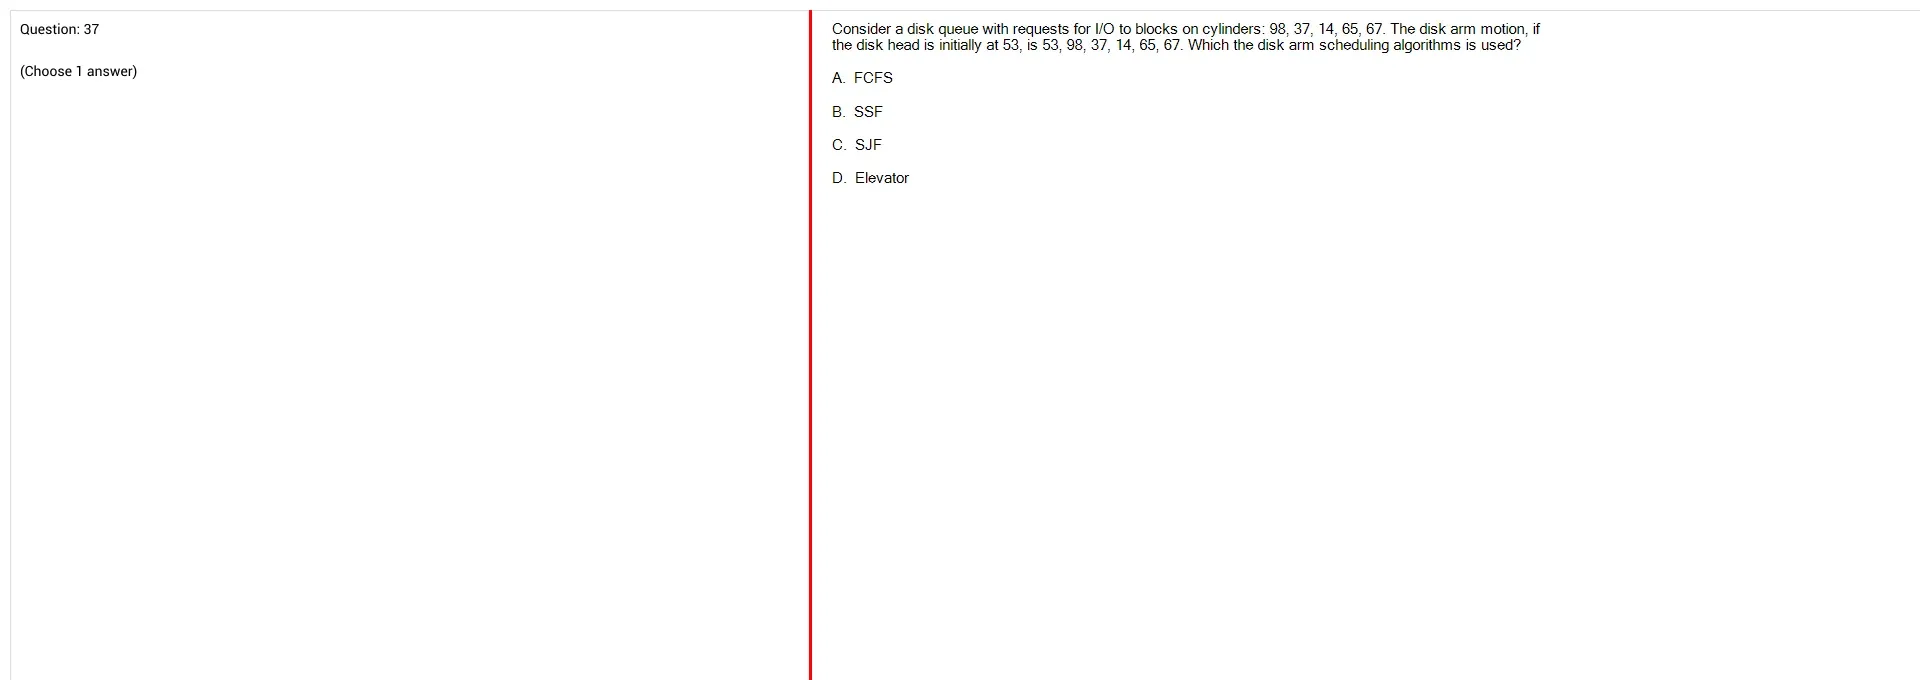 Question: 37
(Choose 1 answer)
Consider a disk queue with requests for I/O to blocks on cylinders: 98, 37, 14, 65, 67. The disk arm motion, if
the disk head is initially at 53, is 53, 98, 37, 14, 65, 67. Which the disk arm scheduling algorithms is used?
A. FCFS
B. SSF
C. SJF
D. Elevator